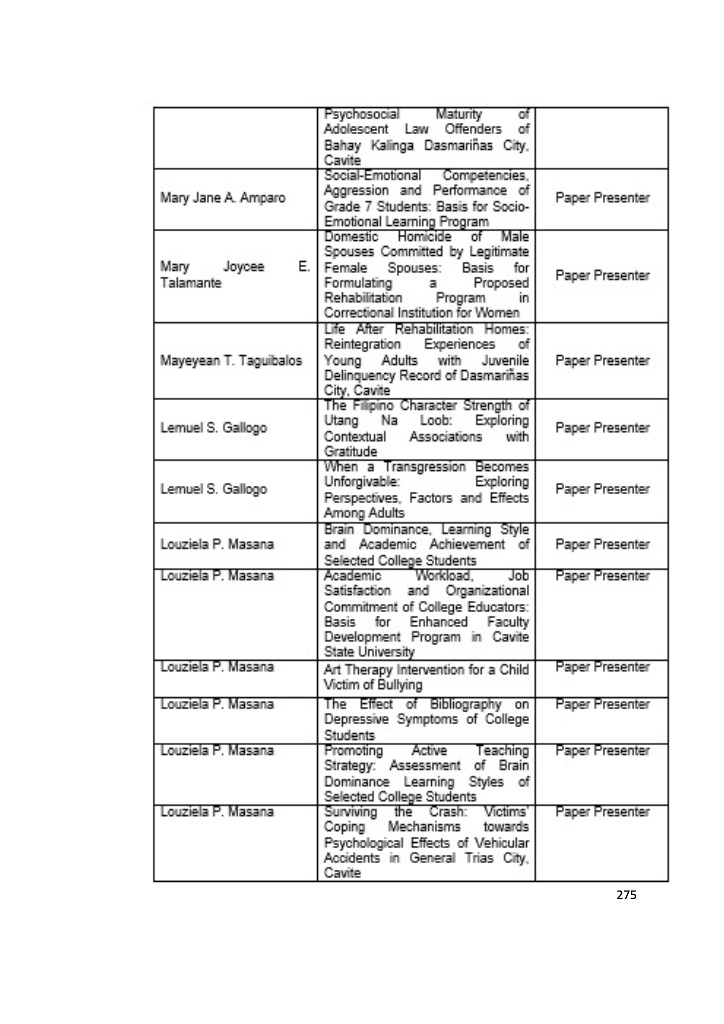 Psychosocial Maturity of
Adolescent Law Offenders of
Bahay Kalinga Dasmariñas City,
Cavite
Mary Jane A. Amparo
Social-Emotional Competencies,
Aggression and Performance of
Grade 7 Students: Basis for Socio-
Emotional Learning Program
Paper Presenter
Mary Joycee E.
Talamante
Domestic Homicide of Male
Spouses Committed by Legitimate
Female Spouses: Basis for
Formulating a Proposed
Rehabilitation Program in
Correctional Institution for Women
Paper Presenter
Mayeyean T. Taguibalos
Life After Rehabilitation Homes:
Reintegration Experiences of
Young Adults with Juvenile
Delinquency Record of Dasmariñas
City, Cavite
Paper Presenter
Lemuel S. Gallogo
The Filipino Character Strength of
Utang Na Loob: Exploring
Contextual Associations with
Gratitude
Paper Presenter
Lemuel S. Gallogo
When a Transgression Becomes
Unforgivable: Exploring
Perspectives, Factors and Effects
Among Adults
Paper Presenter
Louziela P. Masana
Brain Dominance, Learning Style
and Academic Achievement of
Selected College Students
Paper Presenter
Louziela P. Masana
Academic Workload, Job
Satisfaction and Organizational
Commitment of College Educators:
Basis for Enhanced Faculty
Development Program in Cavite
State University
Paper Presenter
Louziela P. Masana
Art Therapy Intervention for a Child
Victim of Bullying
Paper Presenter
Louziela P. Masana
The Effect of Bibliography on
Depressive Symptoms of College
Students
Paper Presenter
Louziela P. Masana
Promoting Active Teaching
Strategy: Assessment of Brain
Dominance Learning Styles of
Selected College Students
Paper Presenter
Louziela P. Masana
Surviving the Crash: Victims'
Coping Mechanisms towards
Psychological Effects of Vehicular
Accidents in General Trias City,
Cavite
Paper Presenter
275